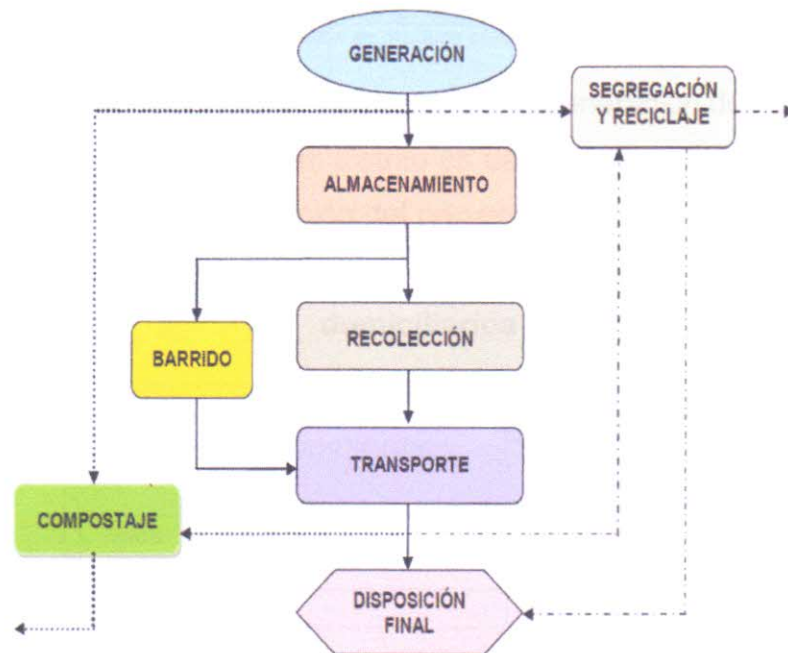 GENERACIÓN
SEGREGACIÓN
Y RECICLAJE
ALMACENAMIENTO
BARRIDO
RECOLECCIÓN
TRANSPORTE
COMPOSTAJE
DISPOSICIÓN
FINAL